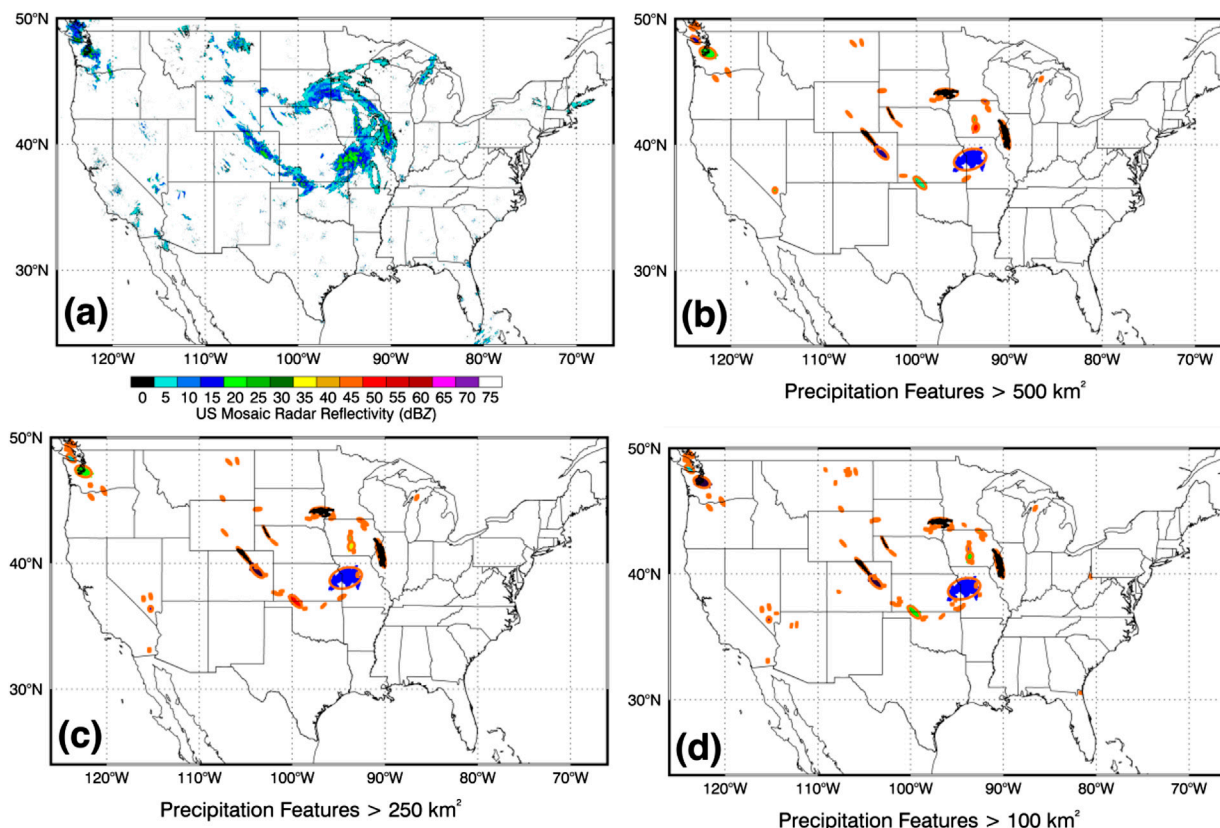 50°N
40°N
30°N
(a)
120°W 110°W 100°W 90°W 80°W 70°W
0 5 10 15 20 25 30 35 40 45 50 55 60 65 70 75
US Mosaic Radar Reflectivity (dBZ)
50°N
40°N
30°N
(b)
120°W 110°W 100°W 90°W 80°W 70°W
Precipitation Features > 500 km²
50°N
40°N
30°N
(c)
120°W 110°W 100°W 90°W 80°W 70°W
Precipitation Features > 250 km²
50°N
40°N
30°N
(d)
120°W 110°W 100°W 90°W 80°W 70°W
Precipitation Features > 100 km²